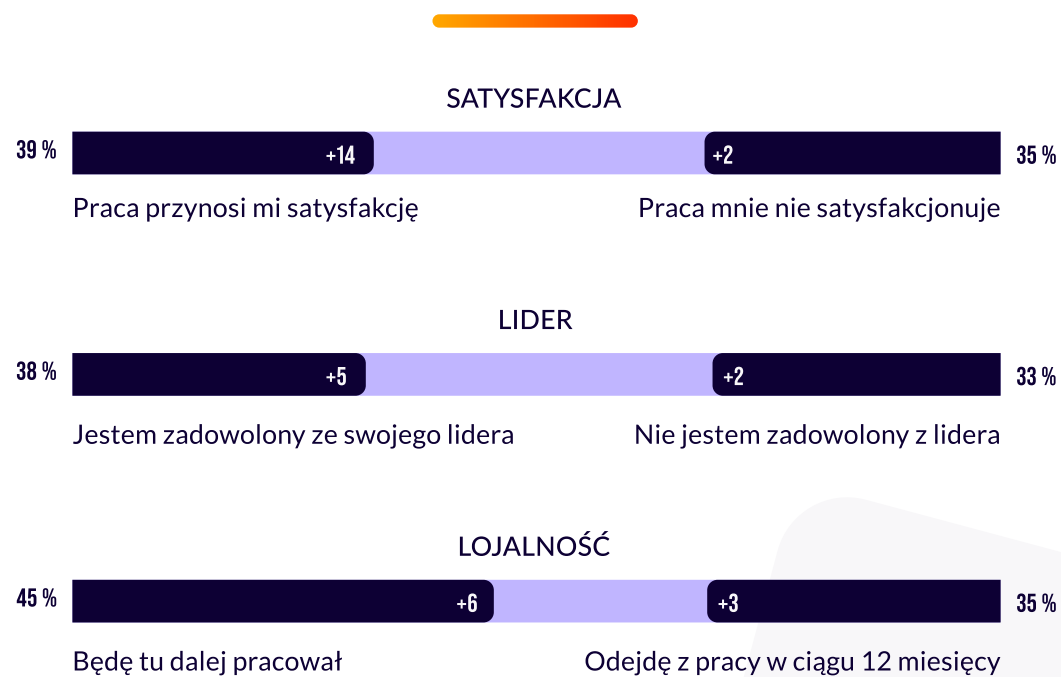 SATYSFAKCJA
39 % +14 +2 35 %
Praca przynosi mi satysfakcję Praca mnie nie satysfakcjonuje
LIDER
38 % +5 +2 33 %
Jestem zadowolony ze swojego lidera Nie jestem zadowolony z lidera
LOJALNOŚĆ
45 % +6 +3 35 %
Będę tu dalej pracował Odejdę z pracy w ciągu 12 miesięcy